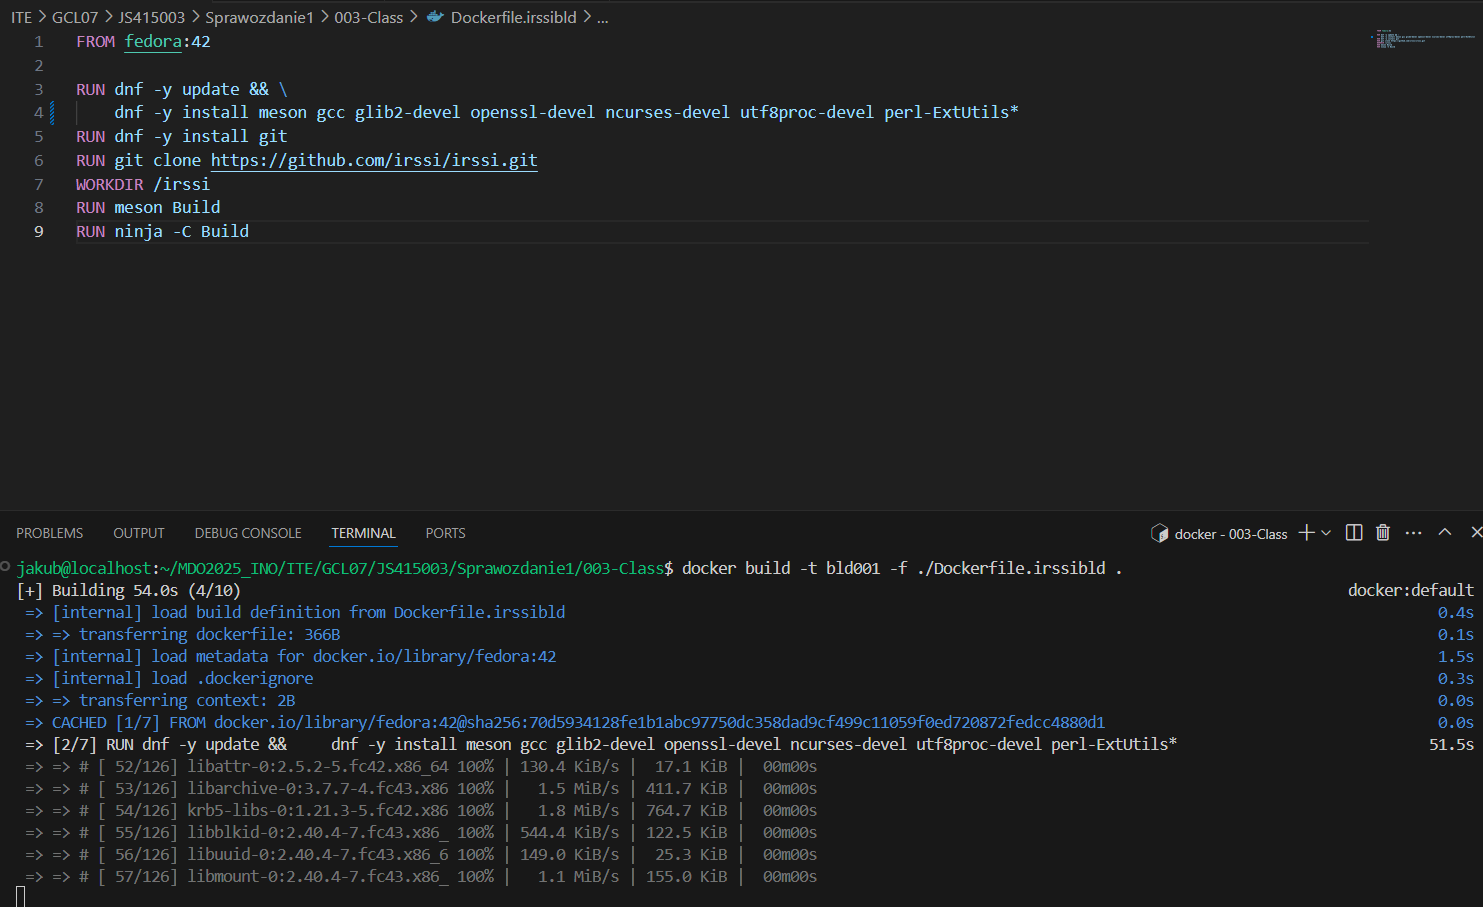 ITE > GCL07 > JS415003 > Sprawozdanie1 > 003-Class > Dockerfile.irssibld > ...
1 FROM fedora:42
2
3 RUN dnf -y update && \
4 dnf -y install meson gcc glib2-devel openssl-devel ncurses-devel utf8proc-devel perl-ExtUtils*
5 RUN dnf -y install git
6 RUN git clone https://github.com/irssi/irssi.git
7 WORKDIR /irssi
8 RUN meson Build
9 RUN ninja -C Build
PROBLEMS OUTPUT DEBUG CONSOLE TERMINAL PORTS docker - 003-Class
jakub@localhost:~/MDO2025_INO/ITE/GCL07/JS415003/Sprawozdanie1/003-Class$ docker build -t bld001 -f ./Dockerfile.irssibld .
[+] Building 54.0s (4/10) docker:default
=> [internal] load build definition from Dockerfile.irssibld 0.4s
=> => transferring dockerfile: 366B 0.1s
=> [internal] load metadata for docker.io/library/fedora:42 1.5s
=> [internal] load .dockerignore 0.3s
=> => transferring context: 2B 0.0s
=> CACHED [1/7] FROM docker.io/library/fedora:42@sha256:70d5934128fe1b1abc97750dc358dad9cf499c11059f0ed720872fedcc4880d1 0.0s
=> [2/7] RUN dnf -y update && dnf -y install meson gcc glib2-devel openssl-devel ncurses-devel utf8proc-devel perl-ExtUtils* 51.5s
=> => # [ 52/126] libattr-0:2.5.2-5.fc42.x86_64 100% | 130.4 KiB/s | 17.1 KiB | 00m00s
=> => # [ 53/126] libarchive-0:3.7.7-4.fc43.x86 100% | 1.5 MiB/s | 411.7 KiB | 00m00s
=> => # [ 54/126] krb5-libs-0:1.21.3-5.fc42.x86 100% | 1.8 MiB/s | 764.7 KiB | 00m00s
=> => # [ 55/126] libblkid-0:2.40.4-7.fc43.x86_ 100% | 544.4 KiB/s | 122.5 KiB | 00m00s
=> => # [ 56/126] libuuid-0:2.40.4-7.fc43.x86_6 100% | 149.0 KiB/s | 25.3 KiB | 00m00s
=> => # [ 57/126] libmount-0:2.40.4-7.fc43.x86_ 100% | 1.1 MiB/s | 155.0 KiB | 00m00s